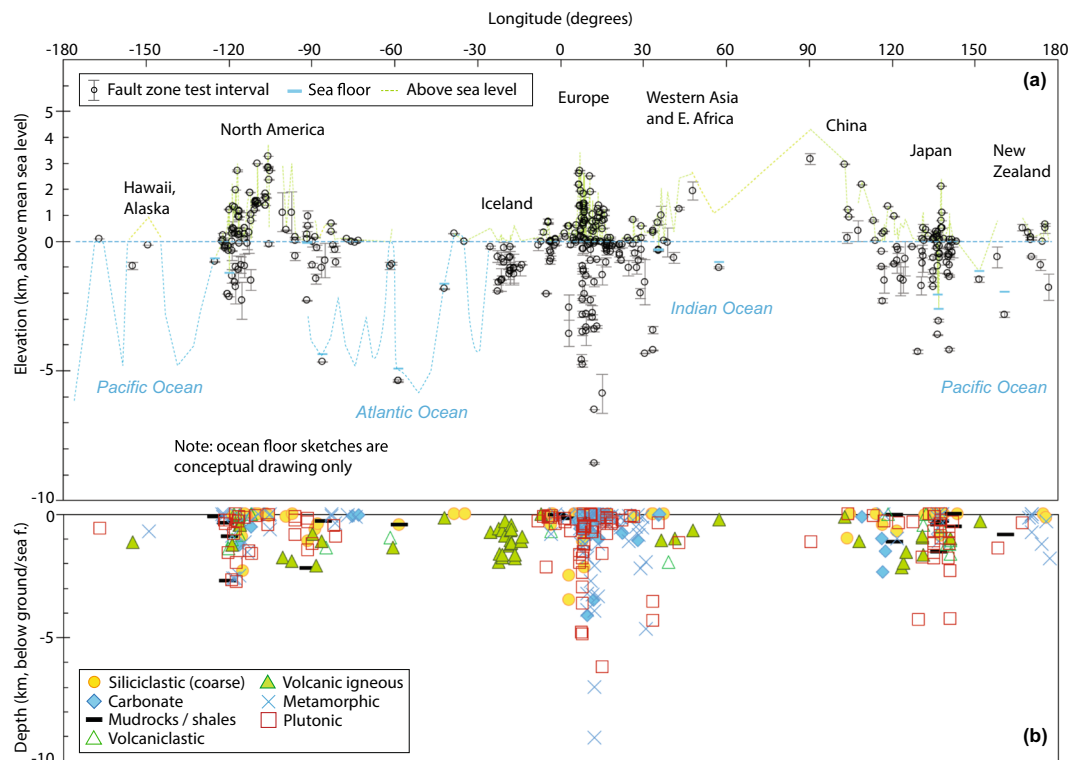 Longitude (degrees)
-180 -150 -120 -90 -60 -30 0 30 60 90 120 150 180
(a)
Fault zone test interval Sea floor Above sea level
Elevation (km, above mean sea level)
5
4
3
2
1
0
-5
-10
Hawaii,
Alaska
North America
Iceland
Europe
Western Asia
and E. Africa
China
Japan
New
Zealand
Pacific Ocean
Atlantic Ocean
Indian Ocean
Pacific Ocean
Note: ocean floor sketches are
conceptual drawing only
Depth (km, below ground/sea f.)
0
-5
-10
Siliciclastic (coarse)
Carbonate
Mudrocks / shales
Volcaniclastic
Volcanic igneous
Metamorphic
Plutonic
(b)